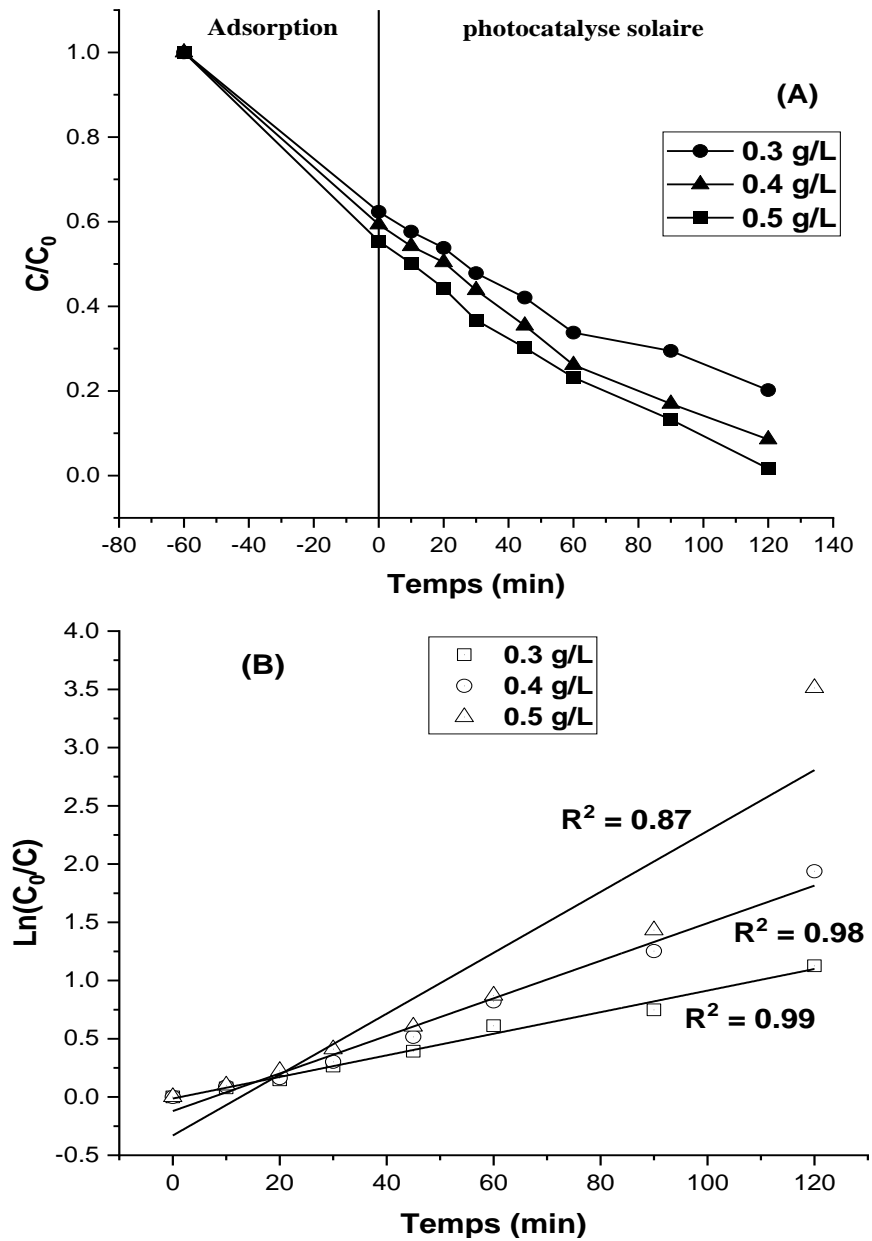 Adsorption photocatalyse solaire
1.0
(A)
0.8
0.3 g/L
0.4 g/L
0.5 g/L
0.6
C/C₀
0.4
0.2
0.0
-80 -60 -40 -20 0 20 40 60 80 100 120 140
Temps (min)
4.0
(B)
0.3 g/L
0.4 g/L
0.5 g/L
3.5
3.0
2.5
R² = 0.87
2.0
Ln(C₀/C)
1.5
R² = 0.98
1.0
R² = 0.99
0.5
0.0
-0.5
0 20 40 60 80 100 120
Temps (min)